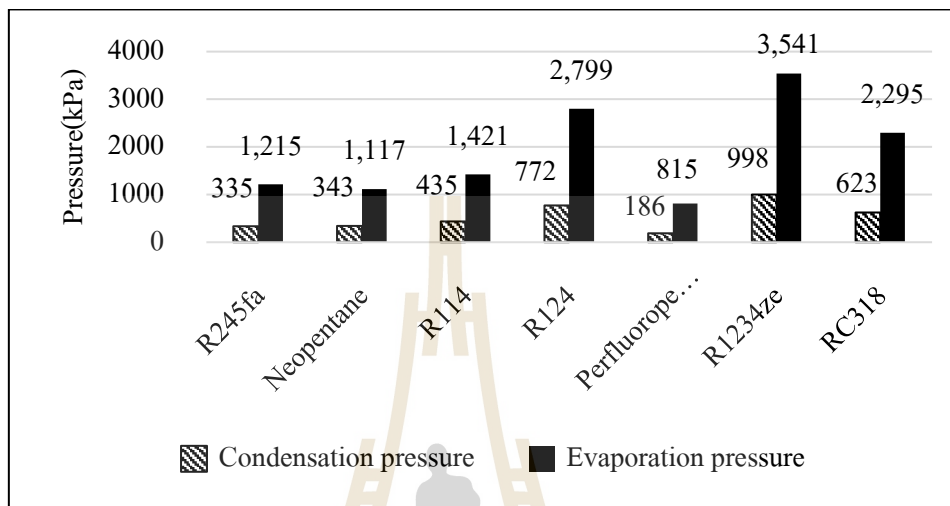 Pressure(kPa)
4000
3000
2000
1000
0
335
1,215
343
1,117
435
1,421
772
2,799
186
815
998
3,541
623
2,295
R245fa
Neopentane
R114
R124
Perfluorope…
R1234ze
RC318
Condensation pressure
Evaporation pressure